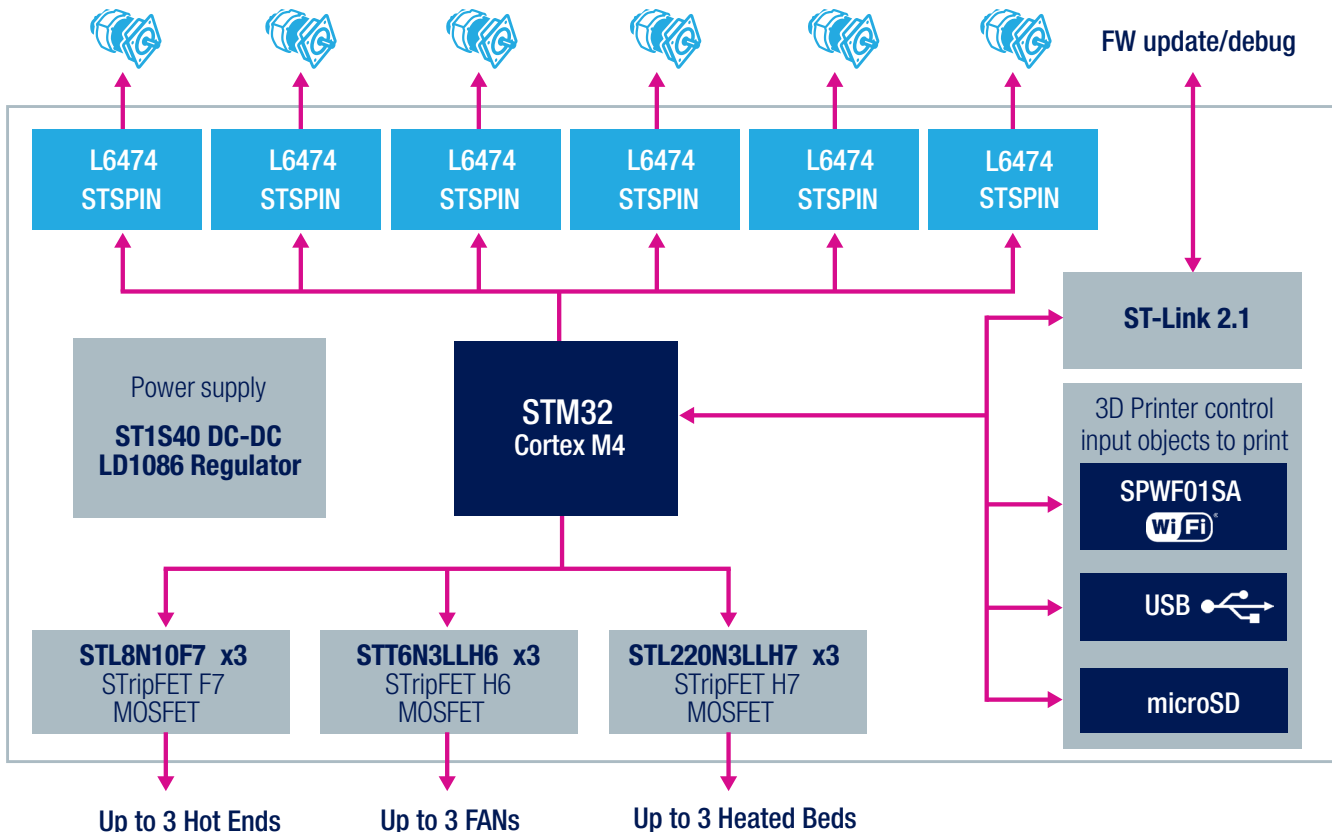 FW update/debug
L6474
STSPIN
L6474
STSPIN
L6474
STSPIN
L6474
STSPIN
L6474
STSPIN
L6474
STSPIN
ST-Link 2.1
Power supply
ST1S40 DC-DC
LD1086 Regulator
STM32
Cortex M4
3D Printer control
input objects to print
SPWF01SA
WiFi
USB
microSD
STL8N10F7 x3
STripFET F7
MOSFET
STT6N3LLH6 x3
STripFET H6
MOSFET
STL220N3LLH7 x3
STripFET H7
MOSFET
Up to 3 Hot Ends
Up to 3 FANs
Up to 3 Heated Beds